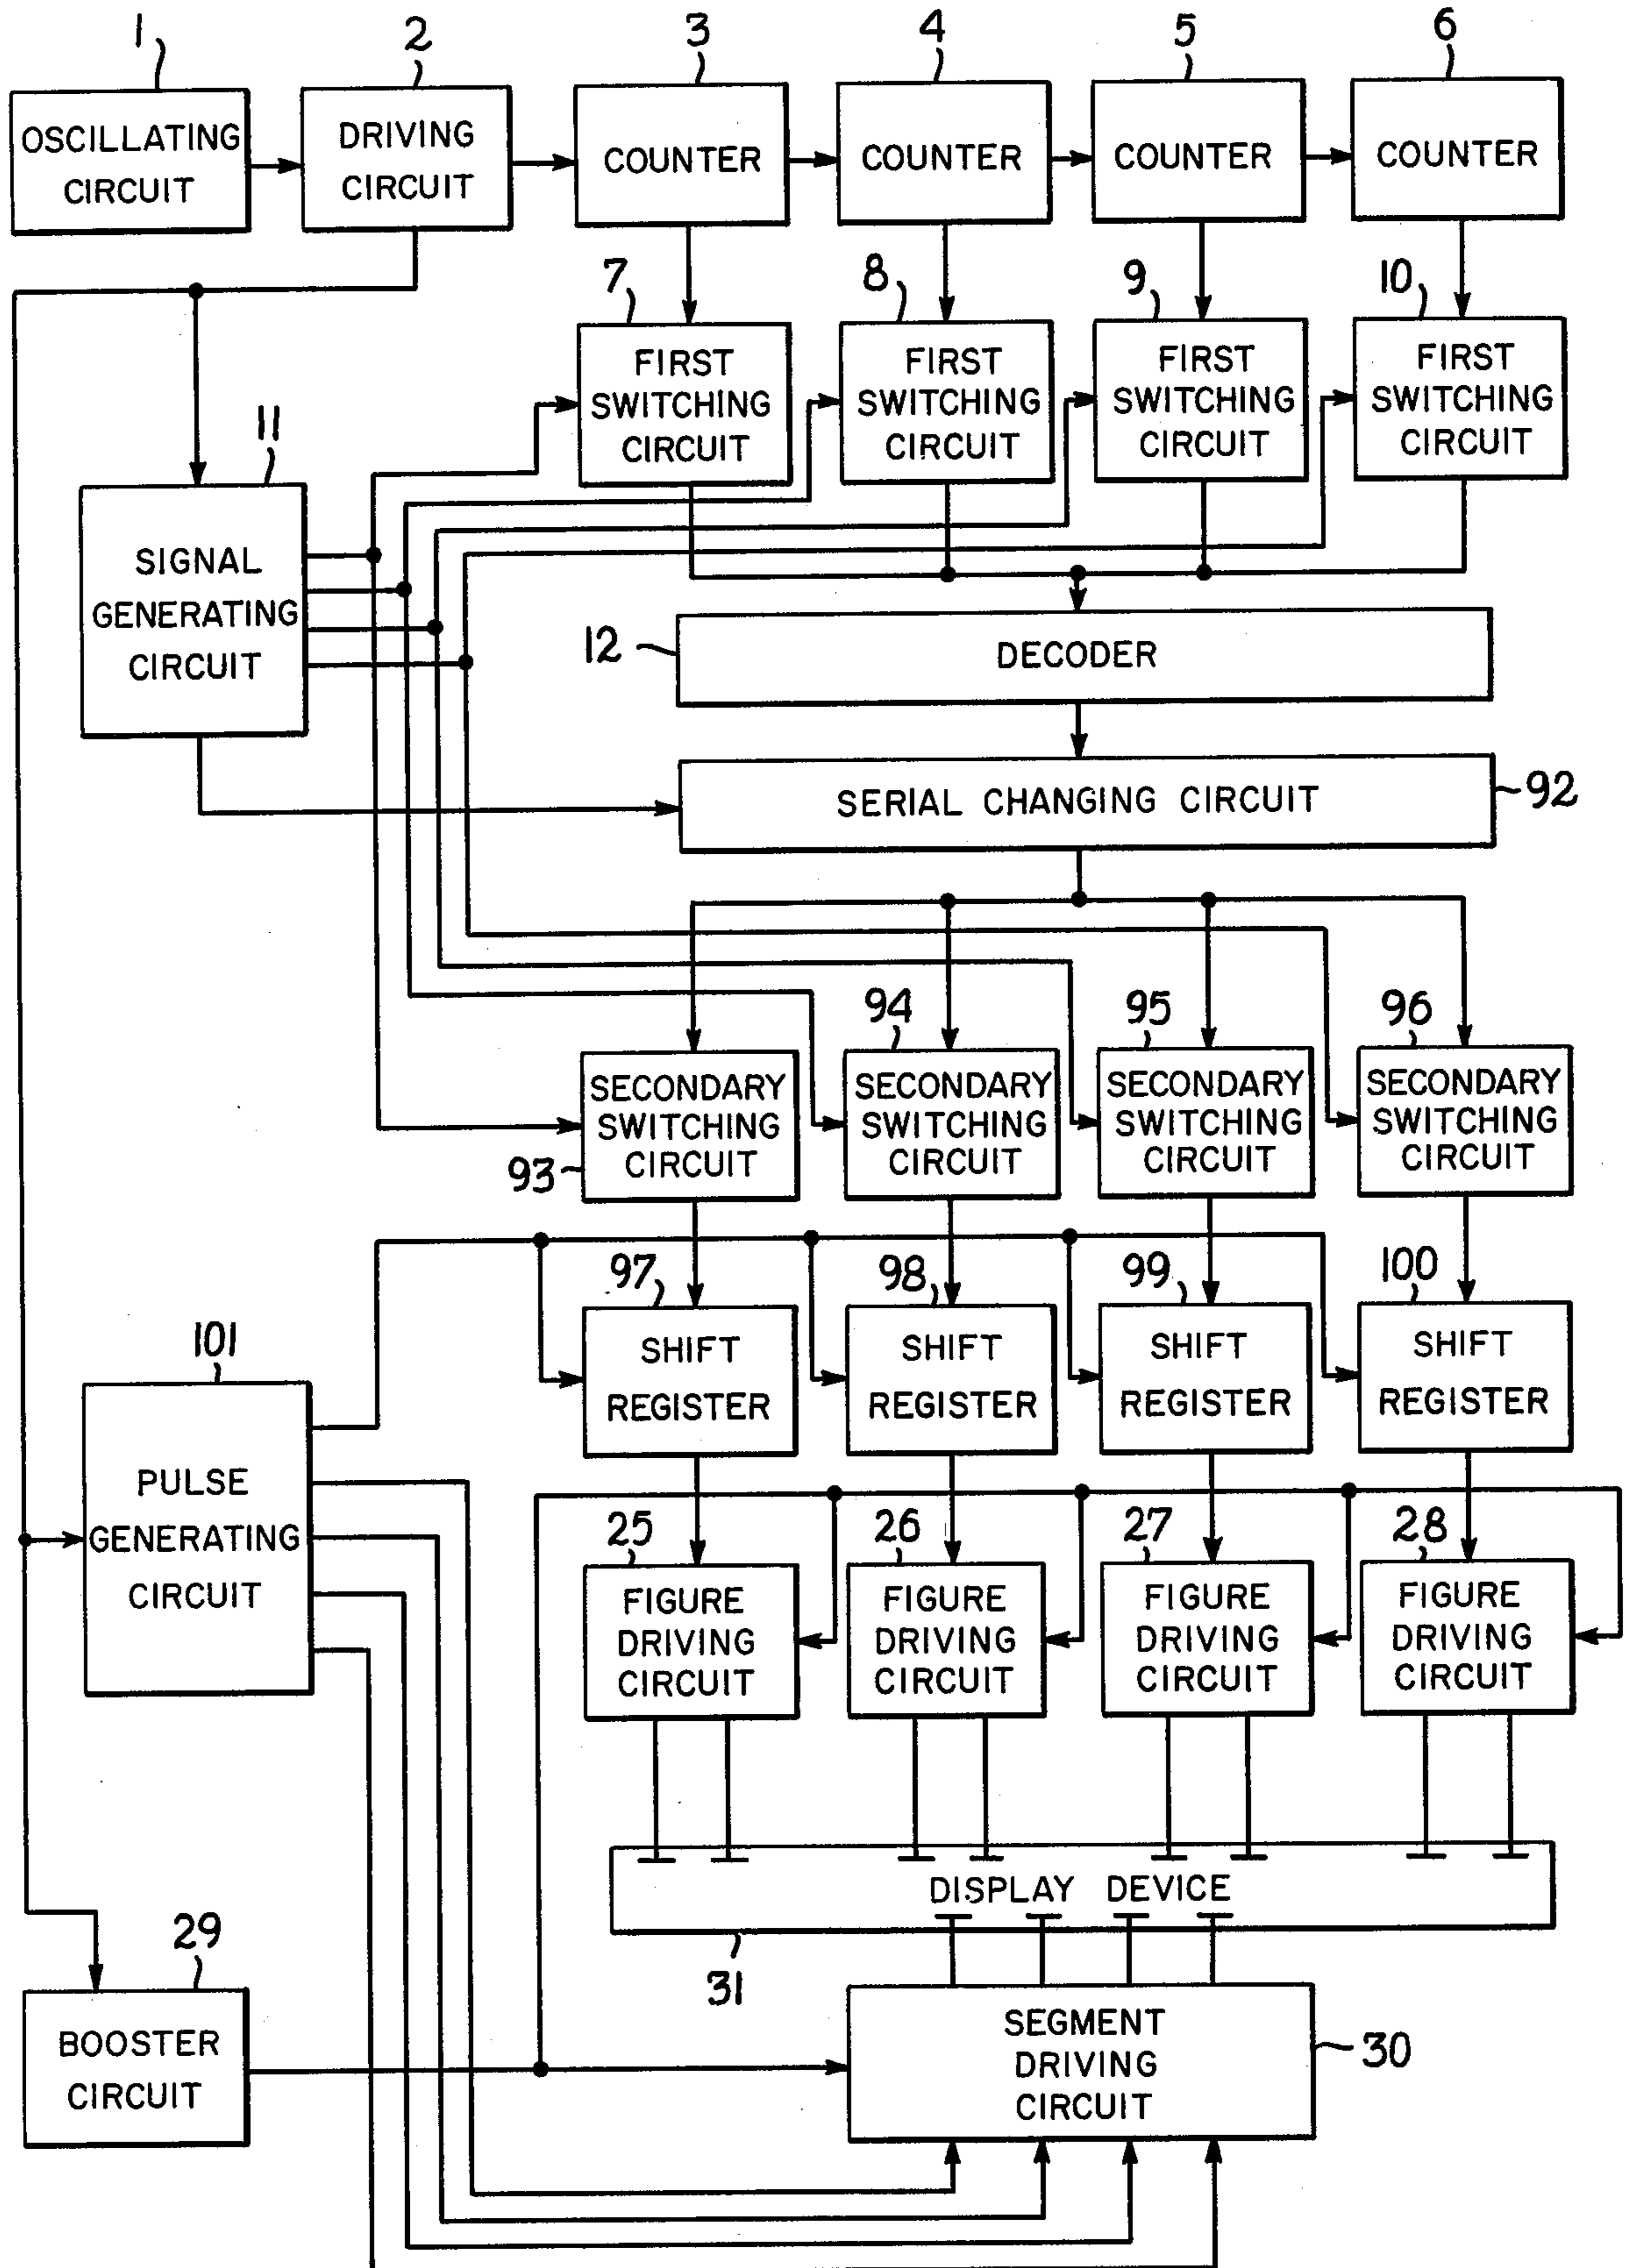 1
2
3
4
5
6
OSCILLATING
CIRCUIT
DRIVING
CIRCUIT
COUNTER
COUNTER
COUNTER
COUNTER
7
8
9
10
FIRST
SWITCHING
CIRCUIT
FIRST
SWITCHING
CIRCUIT
FIRST
SWITCHING
CIRCUIT
FIRST
SWITCHING
CIRCUIT
11
SIGNAL
GENERATING
CIRCUIT
12
DECODER
SERIAL CHANGING CIRCUIT
92
94
95
96
SECONDARY
SWITCHING
CIRCUIT
93
SECONDARY
SWITCHING
CIRCUIT
SECONDARY
SWITCHING
CIRCUIT
SECONDARY
SWITCHING
CIRCUIT
97
98
99
100
SHIFT
REGISTER
SHIFT
REGISTER
SHIFT
REGISTER
SHIFT
REGISTER
101
PULSE
GENERATING
CIRCUIT
25
26
27
28
FIGURE
DRIVING
CIRCUIT
FIGURE
DRIVING
CIRCUIT
FIGURE
DRIVING
CIRCUIT
FIGURE
DRIVING
CIRCUIT
DISPLAY DEVICE
31
29
BOOSTER
CIRCUIT
SEGMENT
DRIVING
CIRCUIT
30